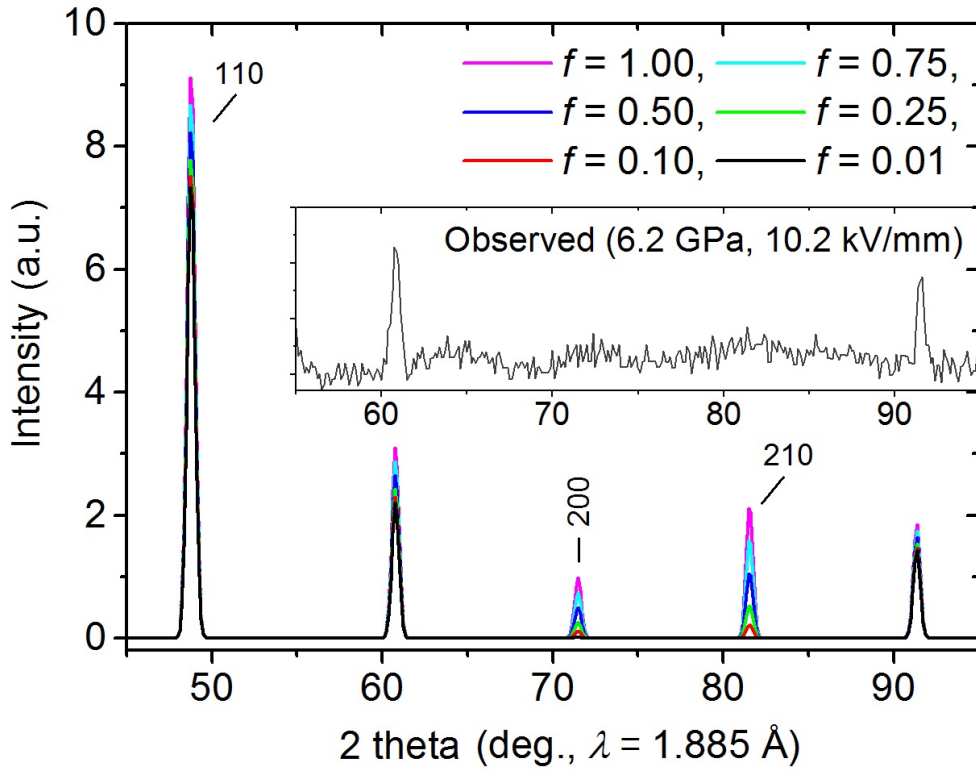 10
8
6
4
2
0
Intensity (a.u.)
110
f = 1.00, f = 0.75,
f = 0.50, f = 0.25,
f = 0.10, f = 0.01
Observed (6.2 GPa, 10.2 kV/mm)
60 70 80 90
200
210
50 60 70 80 90
2 theta (deg., λ = 1.885 Å)